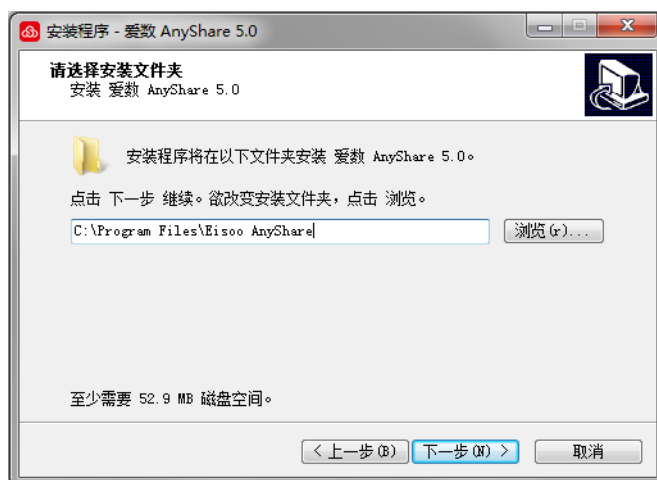 安装程序 - 爱数 AnyShare 5.0
请选择安装文件夹
安装 爱数 AnyShare 5.0
安装程序将在以下文件夹安装 爱数 AnyShare 5.0。
点击 下一步 继续。欲改变安装文件夹，点击 浏览。
C:\Program Files\Eisoo AnyShare
浏览(r)...
至少需要 52.9 MB 磁盘空间。
< 上一步(B) 下一步(N) > 取消